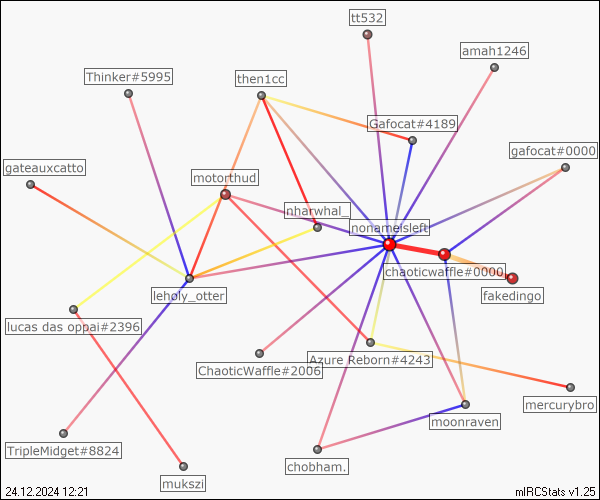 tt532
amah1246
Thinker#5995
then1cc
Gafocat#4189
gafocat#0000
gateauxcatto
motorthud
nharwhal_
nonameisleft
chaoticwaffle#0000
leholy_otter
fakedingo
lucas das oppai#2396
Azure Reborn#4243
ChaoticWaffle#2006
mercurybro
moonraven
TripleMidget#8824
chobham.
mukszi
24.12.2024 12:21
mIRCStats v1.25